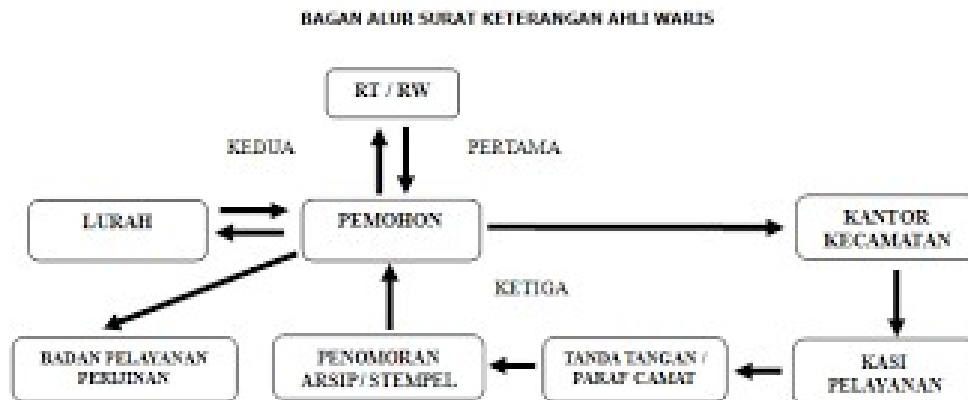 BAGAN ALUR SURAT KETERANGAN AHLI WARIS
RT / RW
KEDUA
PERTAMA
LURAH
PEMOHON
KANTOR
KECAMATAN
KETIGA
BADAN PELAYANAN
PERIJINAN
PENOMORAN
ARSIP/ STEMPEL
TANDA TANGAN /
PARAF CAMAT
KASI
PELAYANAN